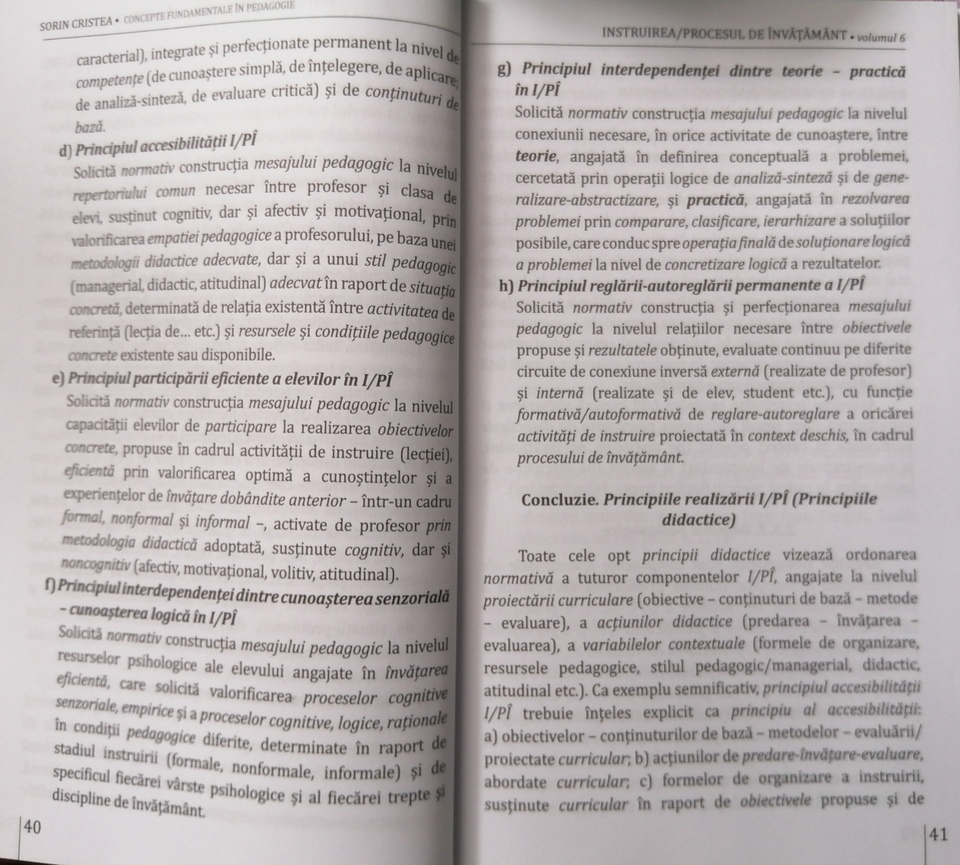 SORIN CRISTEA • CONCEPTE FUNDAMENTALE ÎN PEDAGOGIE
caracterial), integrate și perfecționate permanent la nivel de
competențe (de cunoaștere simplă, de înțelegere, de aplicare,
de analiză-sinteză, de evaluare critică) și de conținuturi de
bază.
d) Principiul accesibilității I/PÎ
Solicită normativ construcția mesajului pedagogic la nivelul
repertoriului comun necesar între profesor și clasa de
elevi, susținut cognitiv, dar și afectiv și motivațional, prin
valorificarea empatiei pedagogice a profesorului, pe baza unei
metodologii didactice adecvate, dar și a unui stil pedagogic
(managerial, didactic, atitudinal) adecvat în raport de situația
concretă, determinată de relația existentă între activitatea de
referință (lecția de... etc.) și resursele și condițiile pedagogice
concrete existente sau disponibile.
e) Principiul participării eficiente a elevilor în I/PÎ
Solicită normativ construcția mesajului pedagogic la nivelul
capacității elevilor de participare la realizarea obiectivelor
concrete, propuse în cadrul activității de instruire (lecției),
eficientă prin valorificarea optimă a cunoștințelor și a
experiențelor de învățare dobândite anterior – într-un cadru
formal, nonformal și informal –, activate de profesor prin
metodologia didactică adoptată, susținute cognitiv, dar și
noncognitiv (afectiv, motivațional, volitiv, atitudinal).
f) Principiul interdependenței dintre cunoașterea senzorială
– cunoașterea logică în I/PÎ
Solicită normativ construcția mesajului pedagogic la nivelul
resurselor psihologice ale elevului angajate în învățarea
eficientă, care solicită valorificarea proceselor cognitive
senzoriale, empirice și a proceselor cognitive, logice, raționale
în condiții pedagogice diferite, determinate în raport de
stadiul instruirii (formale, nonformale, informale) și de
specificul fiecărei vârste psihologice și al fiecărei trepte și
discipline de învățământ.
40
INSTRUIREA/PROCESUL DE ÎNVĂȚĂMÂNT • volumul 6
g) Principiul interdependenței dintre teorie – practică
în I/PÎ
Solicită normativ construcția mesajului pedagogic la nivelul
conexiunii necesare, în orice activitate de cunoaștere, între
teorie, angajată în definirea conceptuală a problemei,
cercetată prin operații logice de analiză-sinteză și de gene-
ralizare-abstractizare, și practică, angajată în rezolvarea
problemei prin comparare, clasificare, ierarhizare a soluțiilor
posibile, care conduc spre operația finală de soluționare logică
a problemei la nivel de concretizare logică a rezultatelor.
h) Principiul reglării-autoreglării permanente a I/PÎ
Solicită normativ construcția și perfecționarea mesajului
pedagogic la nivelul relațiilor necesare între obiectivele
propuse și rezultatele obținute, evaluate continuu pe diferite
circuite de conexiune inversă externă (realizate de profesor)
și internă (realizate și de elev, student etc.), cu funcție
formativă/autoformativă de reglare-autoreglare a oricărei
activități de instruire proiectată în context deschis, în cadrul
procesului de învățământ.
Concluzie. Principiile realizării I/PÎ (Principiile
didactice)
Toate cele opt principii didactice vizează ordonarea
normativă a tuturor componentelor I/PÎ, angajate la nivelul
proiectării curriculare (obiective – conținuturi de bază – metode
– evaluare), a acțiunilor didactice (predarea – învățarea –
evaluarea), a variabilelor contextuale (formele de organizare,
resursele pedagogice, stilul pedagogic/managerial, didactic,
atitudinal etc.). Ca exemplu semnificativ, principiul accesibilității
I/PÎ trebuie înțeles explicit ca principiu al accesibilității:
a) obiectivelor – conținuturilor de bază – metodelor – evaluării/
proiectate curricular; b) acțiunilor de predare-învățare-evaluare,
abordate curricular; c) formelor de organizare a instruirii,
susținute curricular în raport de obiectivele propuse și de
41